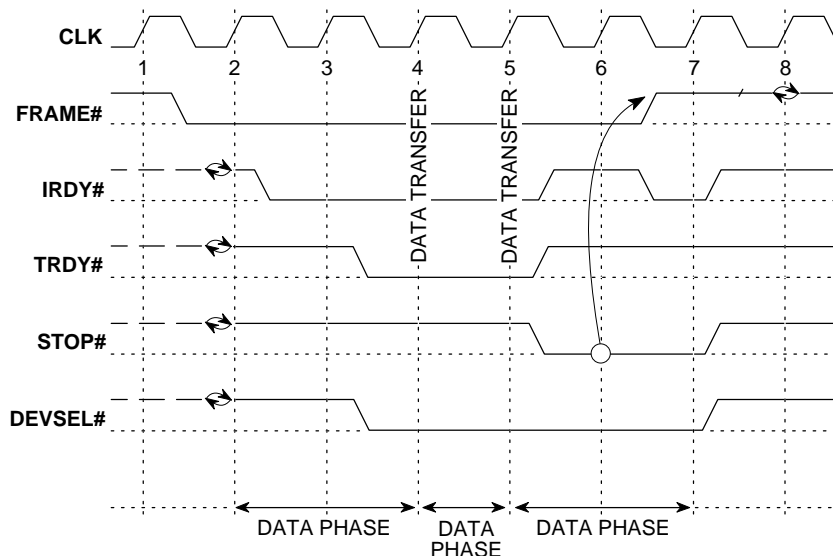 CLK
1 2 3 4 5 6 7 8
FRAME#
DATA TRANSFER
DATA TRANSFER
IRDY#
TRDY#
STOP#
DEVSEL#
DATA PHASE
DATA
PHASE
DATA PHASE